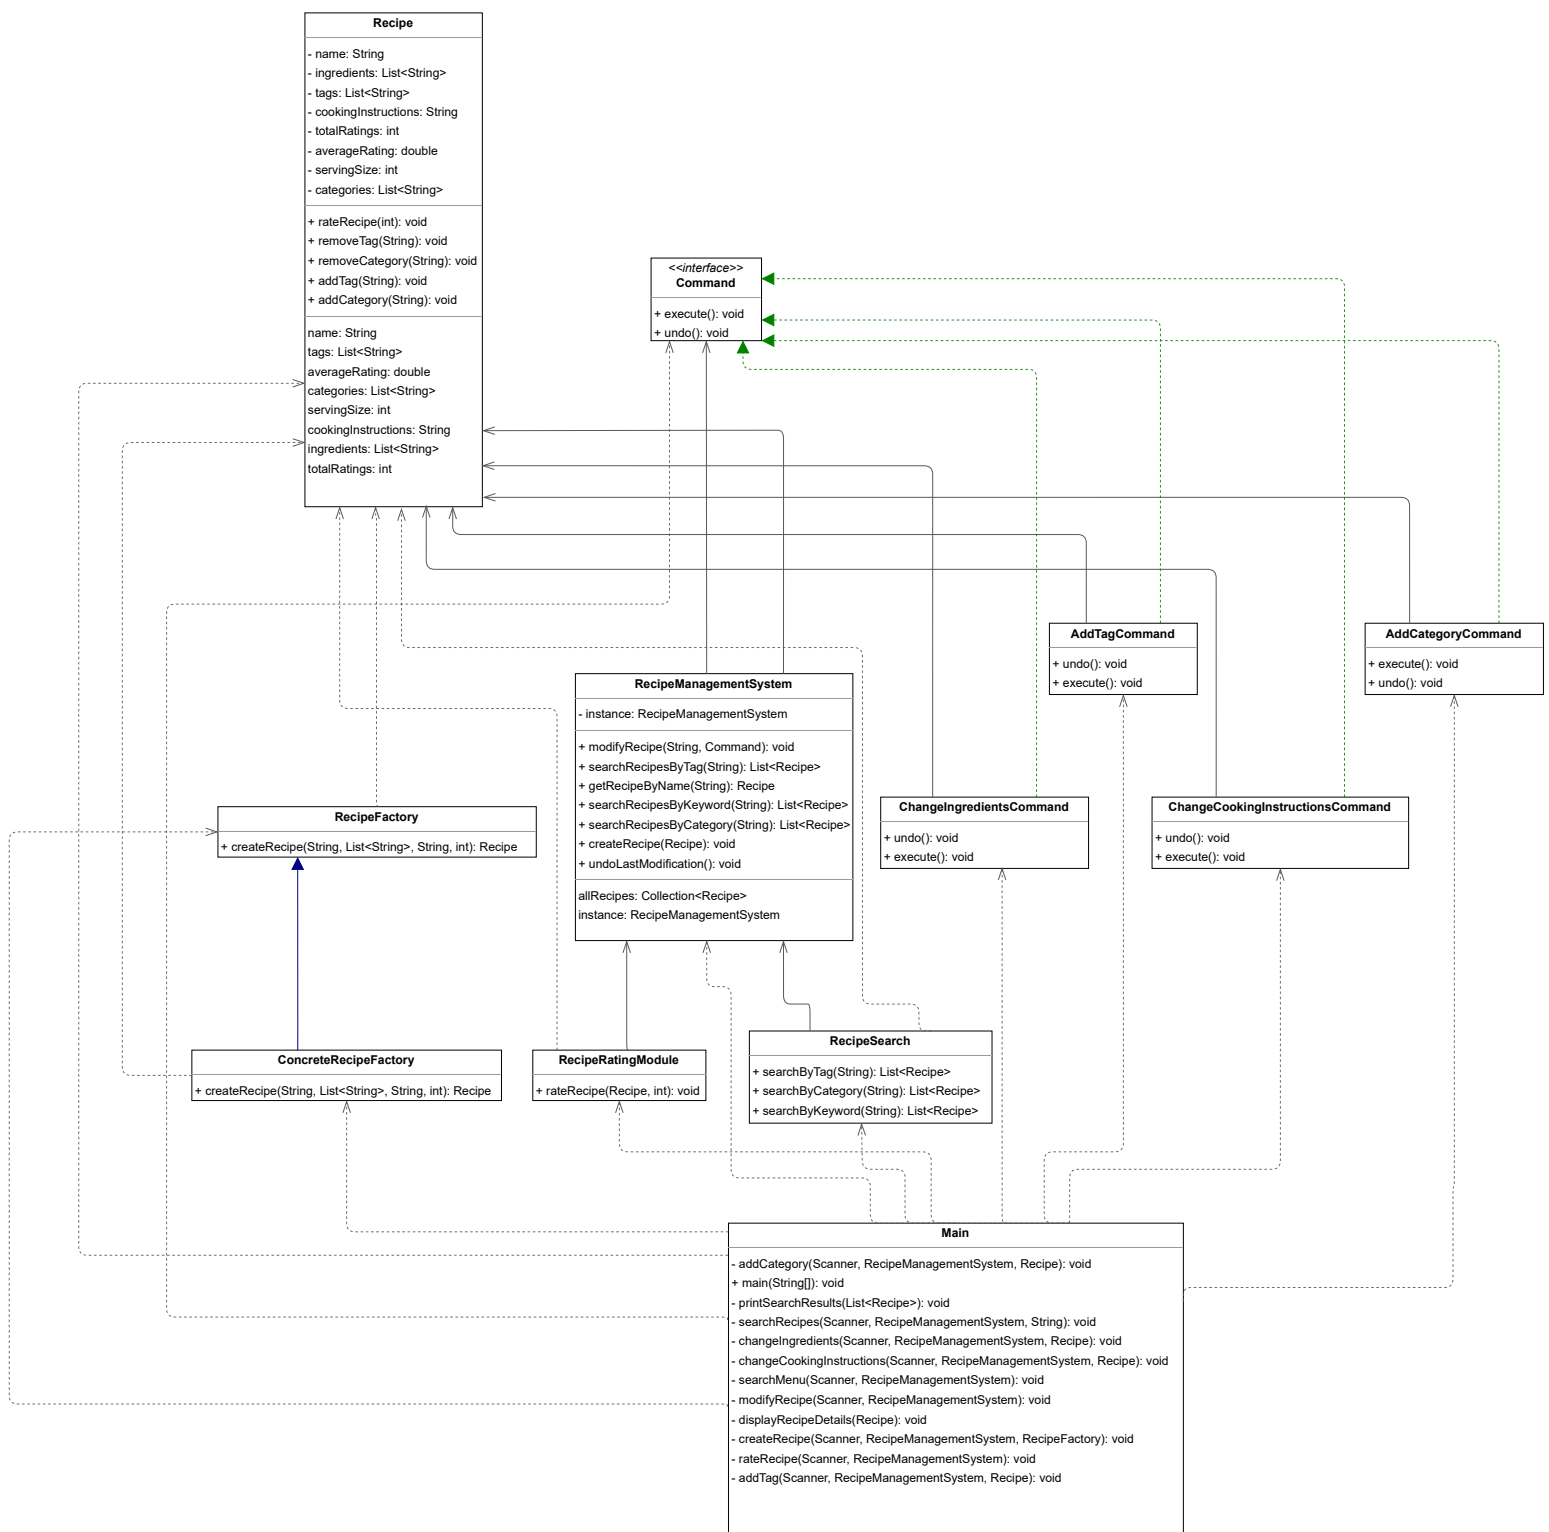 Recipe
- name: String
- ingredients: List<String>
- tags: List<String>
- cookingInstructions: String
- totalRatings: int
- averageRating: double
- servingSize: int
- categories: List<String>
+ rateRecipe(int): void
+ removeTag(String): void
+ removeCategory(String): void
+ addTag(String): void
+ addCategory(String): void
name: String
tags: List<String>
averageRating: double
categories: List<String>
servingSize: int
cookingInstructions: String
ingredients: List<String>
totalRatings: int
<<interface>>
Command
+ execute(): void
+ undo(): void
AddTagCommand
+ undo(): void
+ execute(): void
AddCategoryCommand
+ execute(): void
+ undo(): void
RecipeManagementSystem
- instance: RecipeManagementSystem
+ modifyRecipe(String, Command): void
+ searchRecipesByTag(String): List<Recipe>
+ getRecipeByName(String): Recipe
+ searchRecipesByKeyword(String): List<Recipe>
+ searchRecipesByCategory(String): List<Recipe>
+ createRecipe(Recipe): void
+ undoLastModification(): void
allRecipes: Collection<Recipe>
instance: RecipeManagementSystem
ChangeIngredientsCommand
+ undo(): void
+ execute(): void
ChangeCookingInstructionsCommand
+ undo(): void
+ execute(): void
RecipeFactory
+ createRecipe(String, List<String>, String, int): Recipe
ConcreteRecipeFactory
+ createRecipe(String, List<String>, String, int): Recipe
RecipeRatingModule
+ rateRecipe(Recipe, int): void
RecipeSearch
+ searchByTag(String): List<Recipe>
+ searchByCategory(String): List<Recipe>
+ searchByKeyword(String): List<Recipe>
Main
- addCategory(Scanner, RecipeManagementSystem, Recipe): void
+ main(String[]): void
- printSearchResults(List<Recipe>): void
- searchRecipes(Scanner, RecipeManagementSystem, String): void
- changeIngredients(Scanner, RecipeManagementSystem, Recipe): void
- changeCookingInstructions(Scanner, RecipeManagementSystem, Recipe): void
- searchMenu(Scanner, RecipeManagementSystem): void
- modifyRecipe(Scanner, RecipeManagementSystem): void
- displayRecipeDetails(Recipe): void
- createRecipe(Scanner, RecipeManagementSystem, RecipeFactory): void
- rateRecipe(Scanner, RecipeManagementSystem): void
- addTag(Scanner, RecipeManagementSystem, Recipe): void